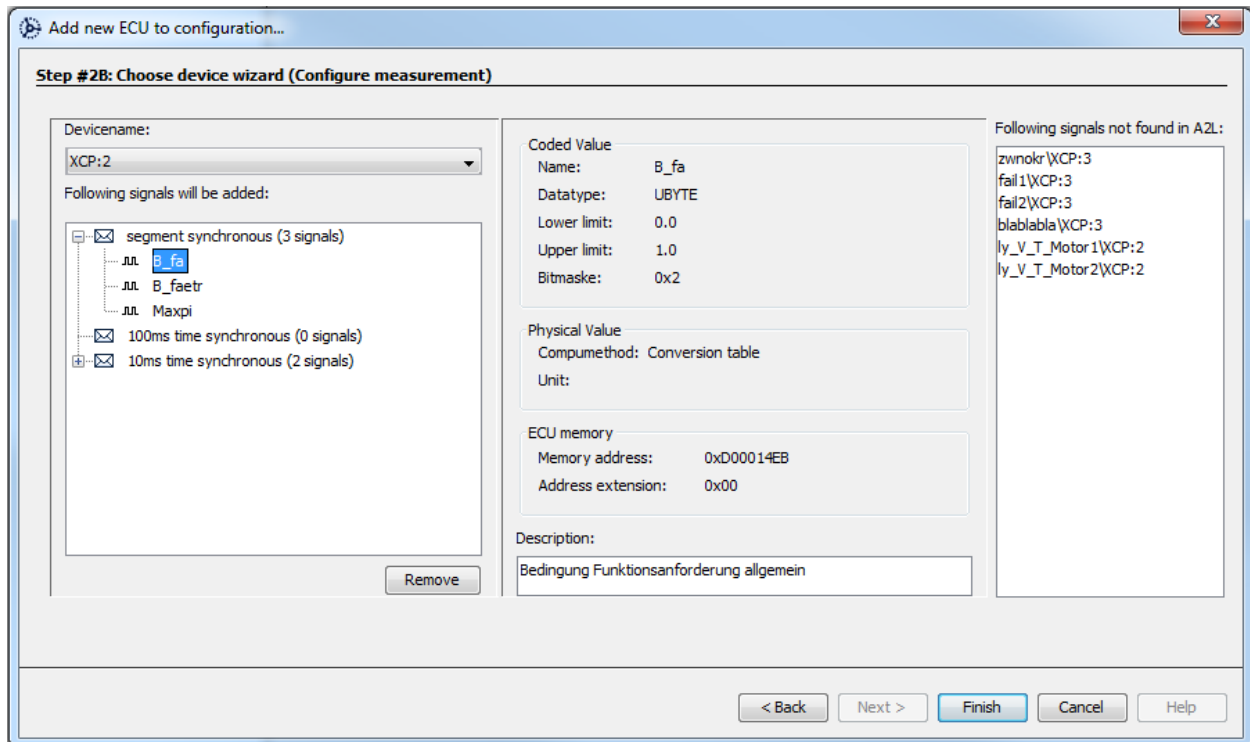 Add new ECU to configuration...
Step #2B: Choose device wizard (Configure measurement)
Devicename:
XCP:2
Following signals will be added:
segment synchronous (3 signals)
B_fa
B_faetr
Maxpi
100ms time synchronous (0 signals)
10ms time synchronous (2 signals)
Remove
Coded Value
Name: B_fa
Datatype: UBYTE
Lower limit: 0.0
Upper limit: 1.0
Bitmaske: 0x2
Physical Value
Compumethod: Conversion table
Unit:
ECU memory
Memory address: 0xD00014EB
Address extension: 0x00
Description:
Bedingung Funktionsanforderung allgemein
Following signals not found in A2L:
zwnokr\XCP:3
fail1\XCP:3
fail2\XCP:3
blablabla\XCP:3
ly_V_T_Motor1\XCP:2
ly_V_T_Motor2\XCP:2
< Back
Next >
Finish
Cancel
Help